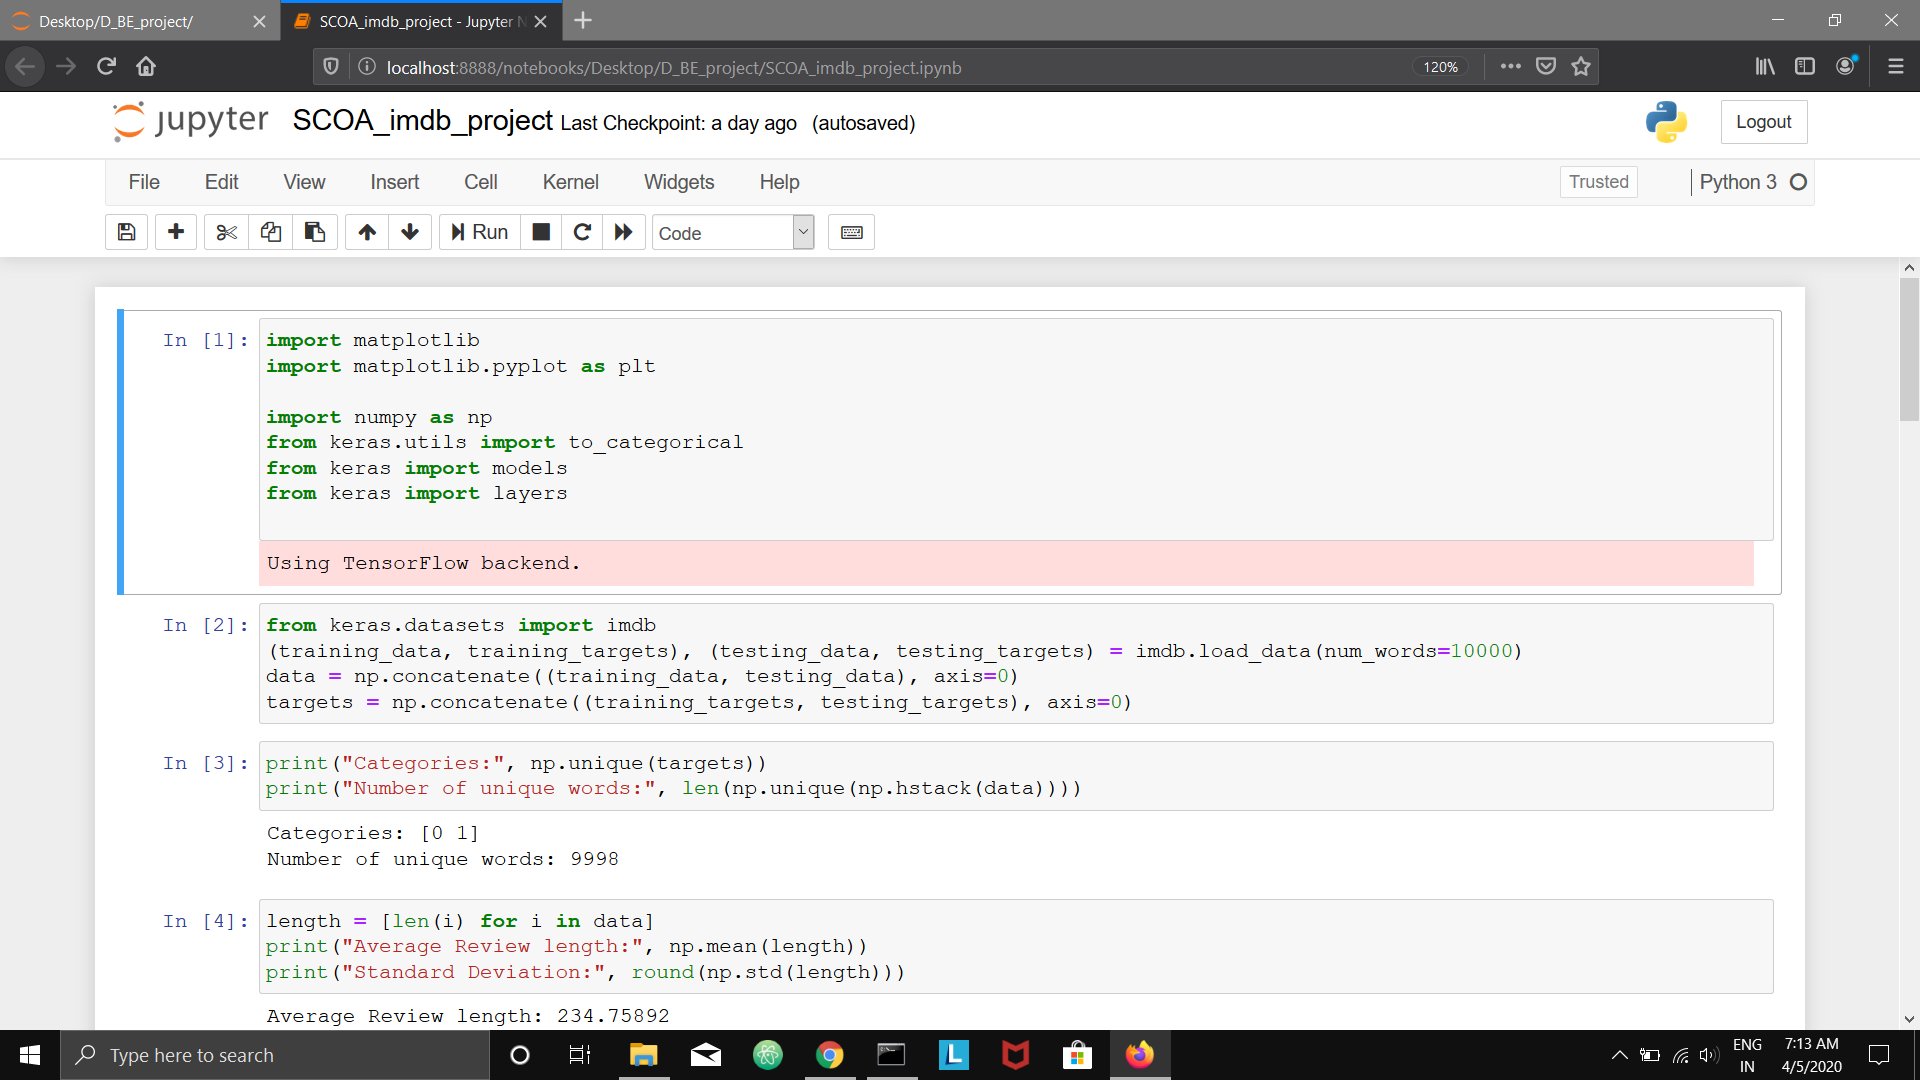 Desktop/D_BE_project/
SCOA_imdb_project - Jupyter N
localhost:8888/notebooks/Desktop/D_BE_project/SCOA_imdb_project.ipynb
120%
jupyter SCOA_imdb_project Last Checkpoint: a day ago (autosaved)
Logout
File Edit View Insert Cell Kernel Widgets Help
Trusted
Python 3
Run
Code
In [1]:
import matplotlib
import matplotlib.pyplot as plt
import numpy as np
from keras.utils import to_categorical
from keras import models
from keras import layers
Using TensorFlow backend.
In [2]:
from keras.datasets import imdb
(training_data, training_targets), (testing_data, testing_targets) = imdb.load_data(num_words=10000)
data = np.concatenate((training_data, testing_data), axis=0)
targets = np.concatenate((training_targets, testing_targets), axis=0)
In [3]:
print("Categories:", np.unique(targets))
print("Number of unique words:", len(np.unique(np.hstack(data))))
Categories: [0 1]
Number of unique words: 9998
In [4]:
length = [len(i) for i in data]
print("Average Review length:", np.mean(length))
print("Standard Deviation:", round(np.std(length)))
Average Review length: 234.75892
Type here to search
L
ENG
IN
7:13 AM
4/5/2020